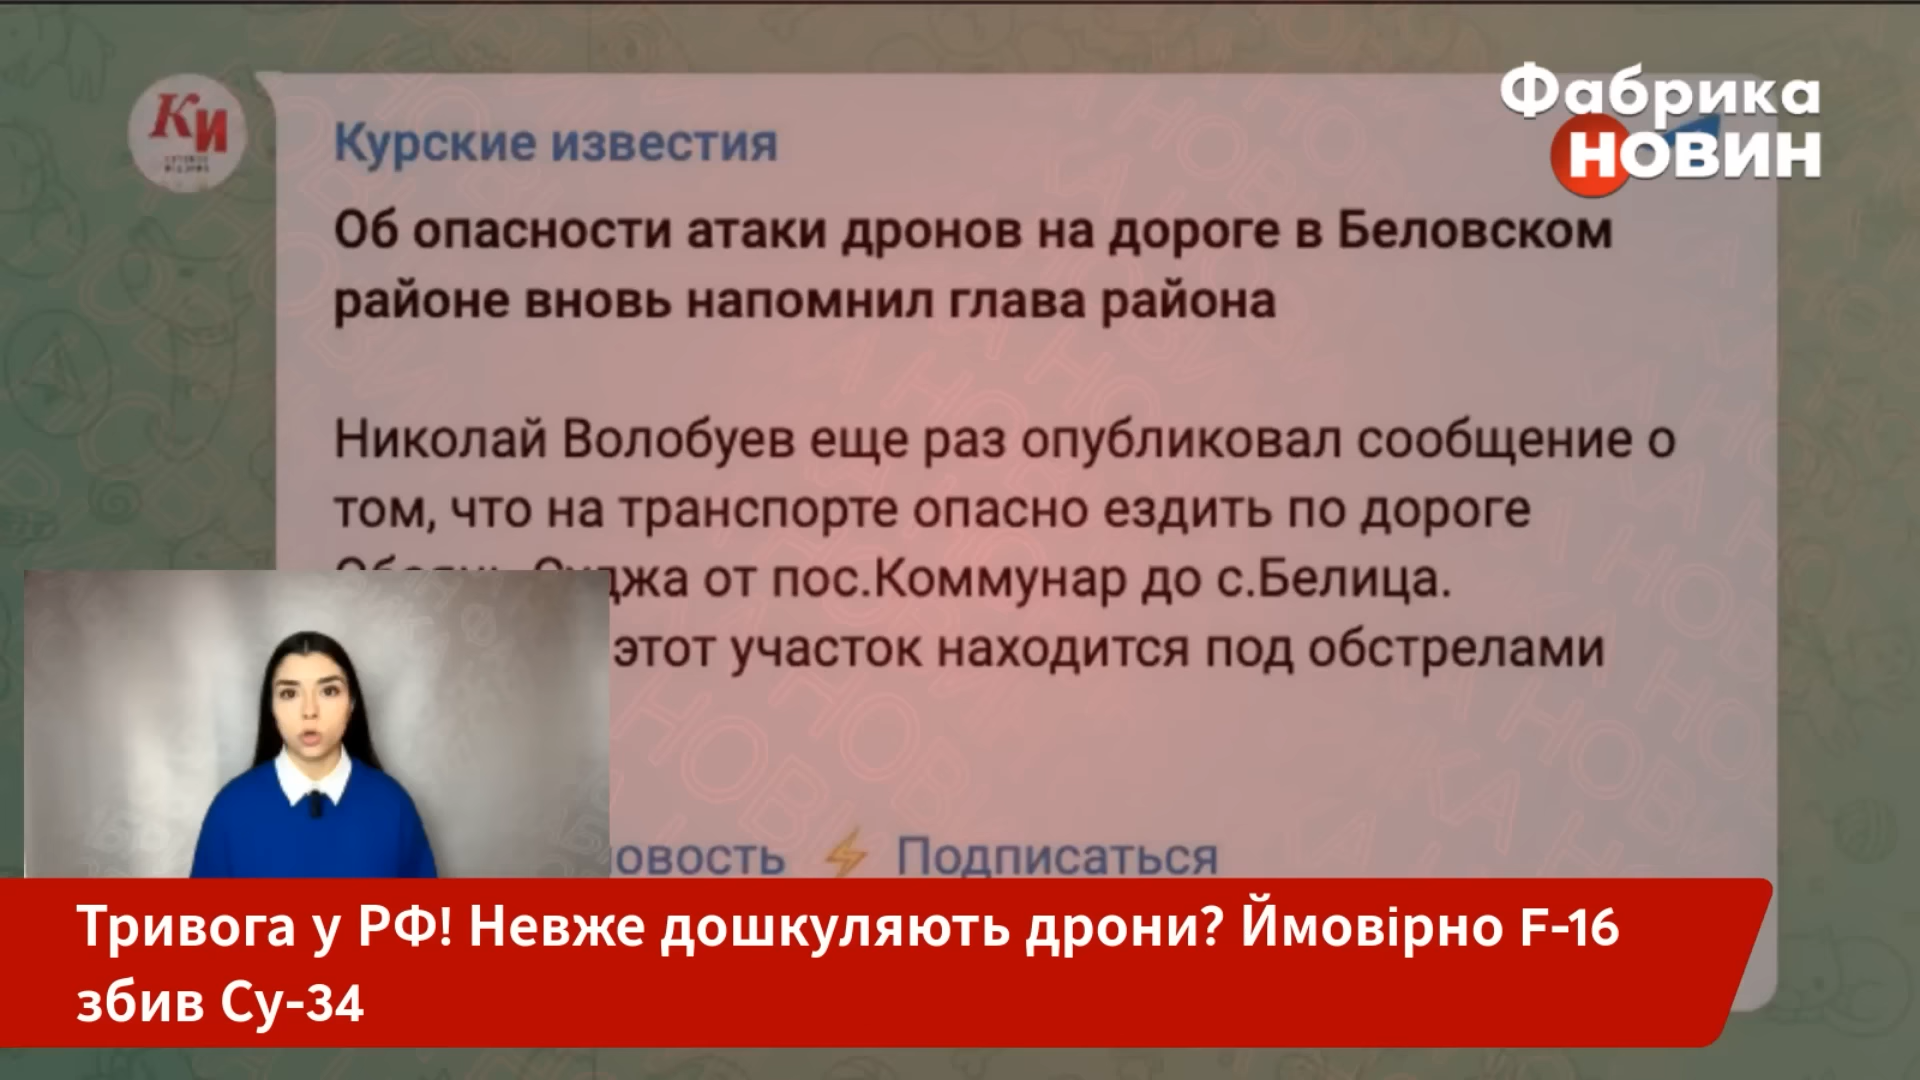 Фабрика
новин
Ки
Курские известия
Об опасности атаки дронов на дороге в Беловском
районе вновь напомнил глава района
Николай Волобуев еще раз опубликовал сообщение о
том, что на транспорте опасно ездить по дороге
от пос.Коммунар до с.Белица.
этот участок находится под обстрелами
Подписаться
Тривога у РФ! Невже дошкуляють дрони? Ймовірно F-16
збив Су-34